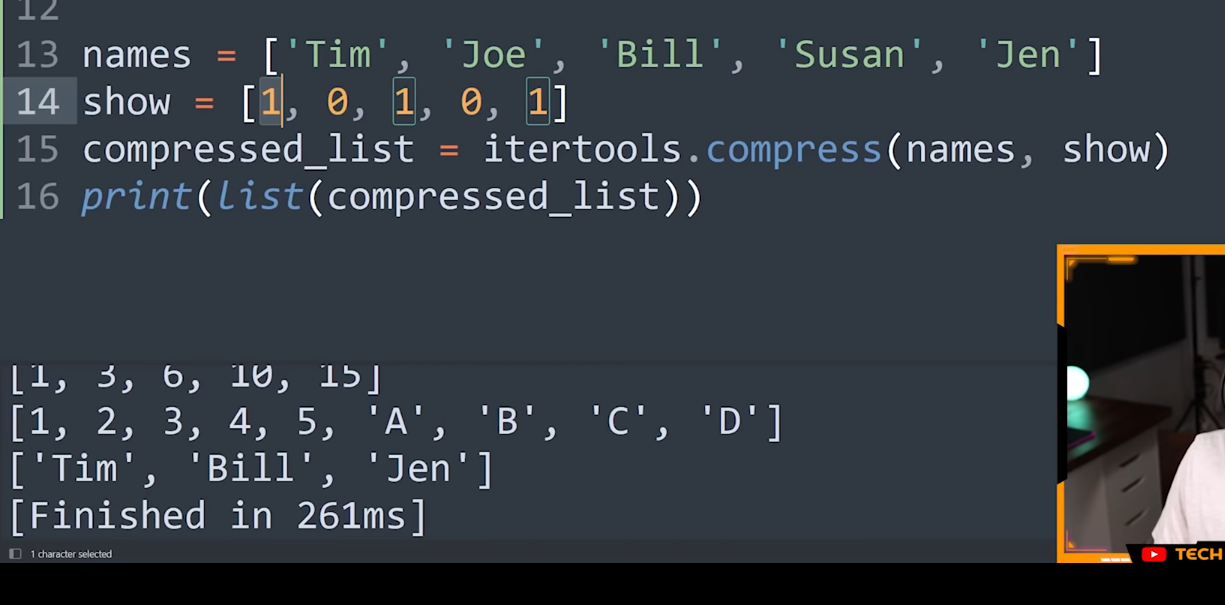 12
13 names = ['Tim', 'Joe', 'Bill', 'Susan', 'Jen']
14 show = [1, 0, 1, 0, 1]
15 compressed_list = itertools.compress(names, show)
16 print(list(compressed_list))
[1, 3, 6, 10, 15]
[1, 2, 3, 4, 5, 'A', 'B', 'C', 'D']
['Tim', 'Bill', 'Jen']
[Finished in 261ms]
1 character selected
TECH